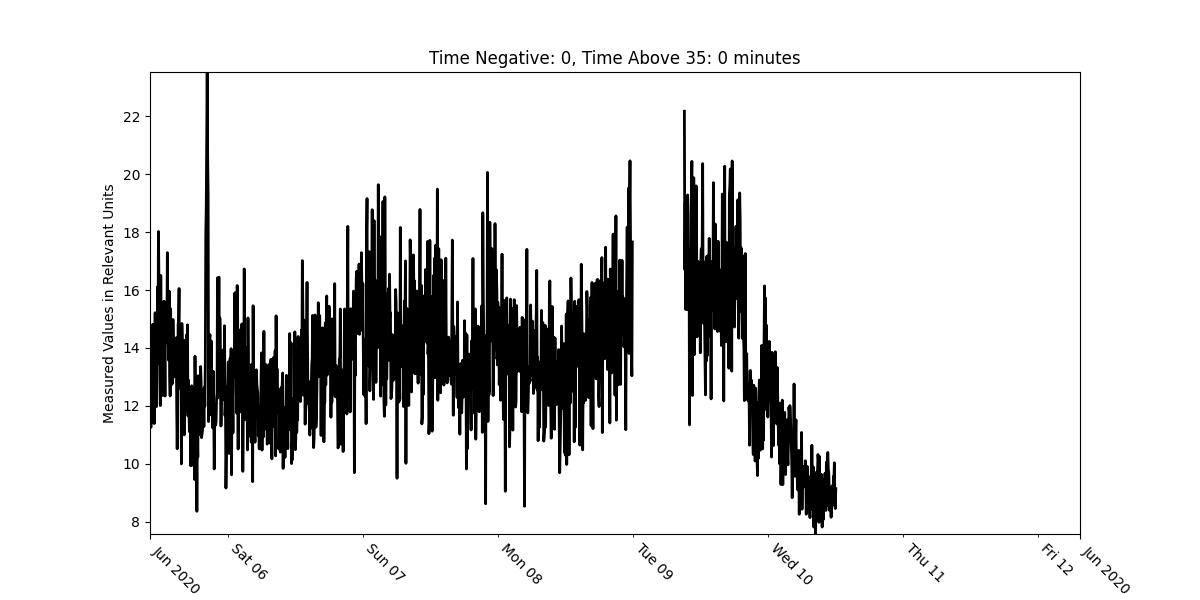 Time Negative: 0, Time Above 35: 0 minutes
Measured Values in Relevant Units
22
20
18
16
14
12
10
8
Jun 2020
Sat 06
Sun 07
Mon 08
Tue 09
Wed 10
Thu 11
Fri 12
Jun 2020